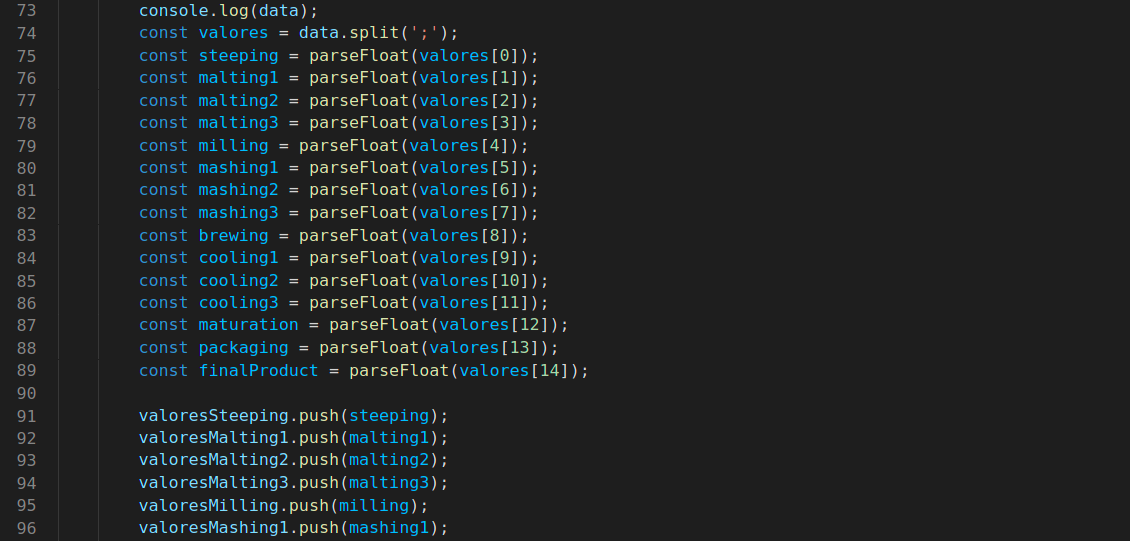 73 console.log(data);
74 const valores = data.split(';');
75 const steeping = parseFloat(valores[0]);
76 const malting1 = parseFloat(valores[1]);
77 const malting2 = parseFloat(valores[2]);
78 const malting3 = parseFloat(valores[3]);
79 const milling = parseFloat(valores[4]);
80 const mashing1 = parseFloat(valores[5]);
81 const mashing2 = parseFloat(valores[6]);
82 const mashing3 = parseFloat(valores[7]);
83 const brewing = parseFloat(valores[8]);
84 const cooling1 = parseFloat(valores[9]);
85 const cooling2 = parseFloat(valores[10]);
86 const cooling3 = parseFloat(valores[11]);
87 const maturation = parseFloat(valores[12]);
88 const packaging = parseFloat(valores[13]);
89 const finalProduct = parseFloat(valores[14]);
90
91 valoresSteeping.push(steeping);
92 valoresMalting1.push(malting1);
93 valoresMalting2.push(malting2);
94 valoresMalting3.push(malting3);
95 valoresMilling.push(milling);
96 valoresMashing1.push(mashing1);